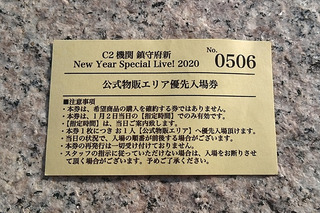 C2機関 鎮守府新
New Year Special Live! 2020
No.
0506
公式物販エリア優先入場券
■注意事項
・本券は、希望商品の購入を確約する券ではありません。
・本券は、1月2日当日の【指定時間】でのみ有効です。
・【指定時間】は、当日ご案内致します。
・本券1枚につきお1人【公式物販エリア】へ優先入場頂けます。
・当日の状況で、入場の順番が前後する場合がございます。
・本券の再発行は一切受け付けておりません。
・スタッフの指示に従っていただけない場合は、入場をお断りさせ
て頂く場合がございます。予めご了承ください。